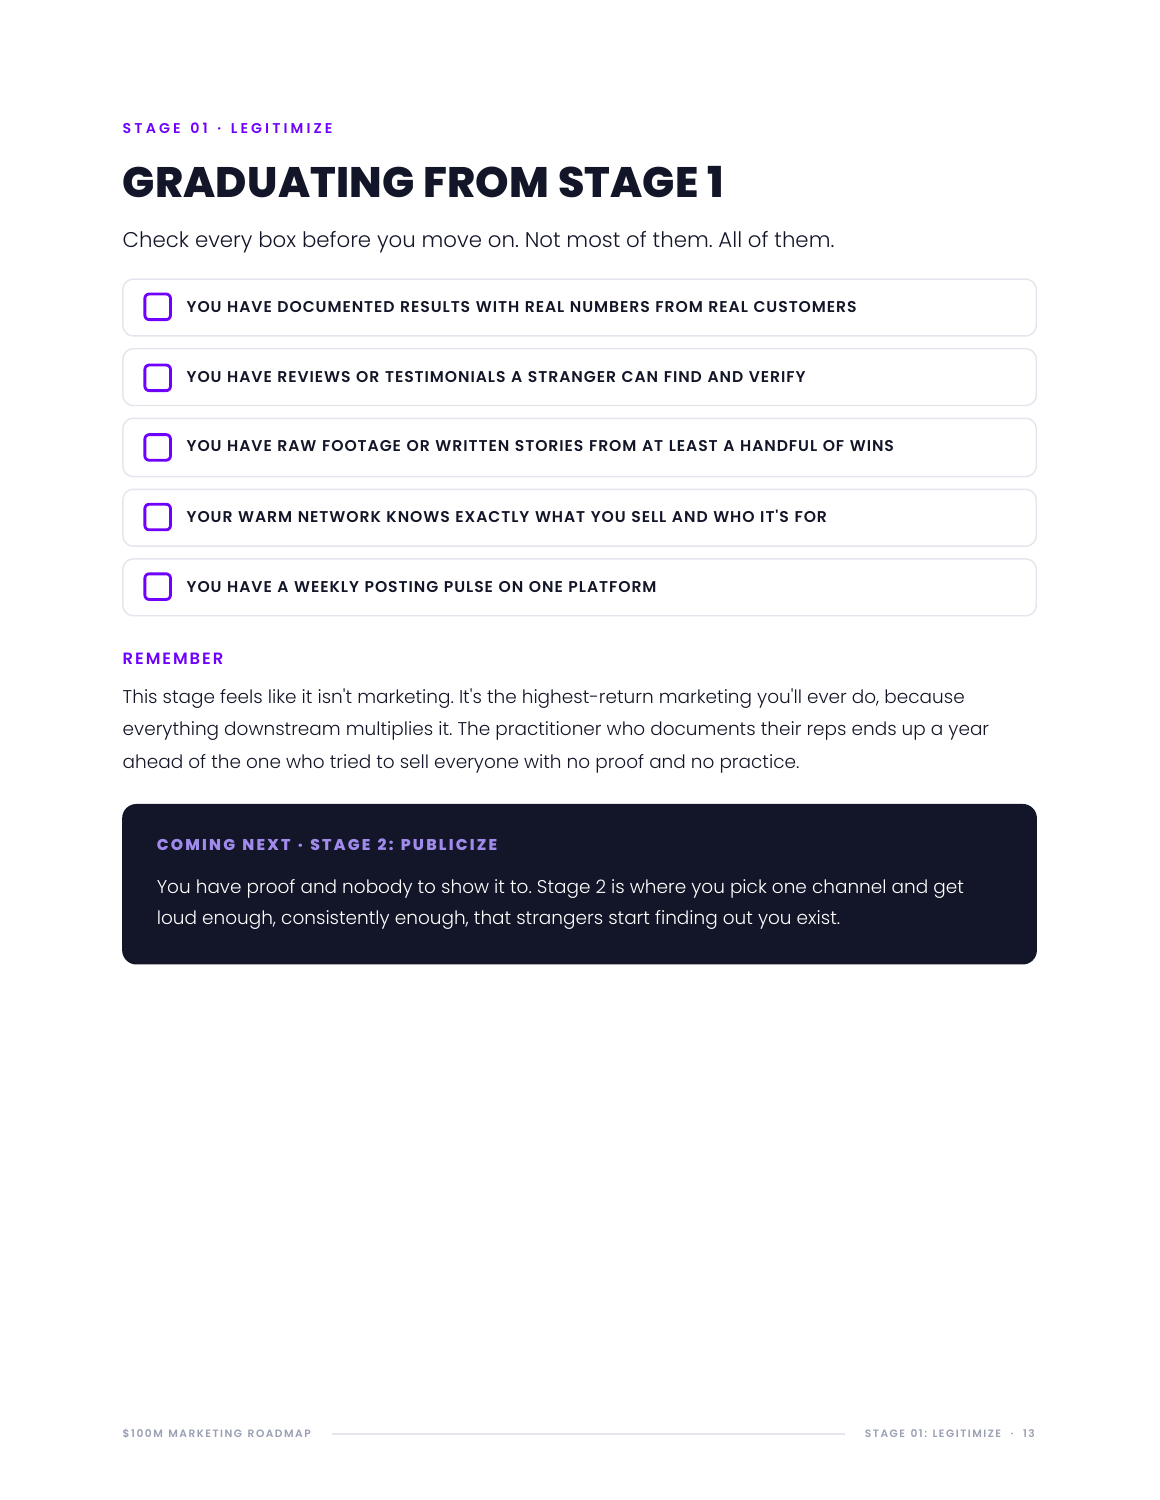 STAGE 01 · LEGITIMIZE
GRADUATING FROM STAGE 1
Check every box before you move on. Not most of them. All of them.
YOU HAVE DOCUMENTED RESULTS WITH REAL NUMBERS FROM REAL CUSTOMERS
YOU HAVE REVIEWS OR TESTIMONIALS A STRANGER CAN FIND AND VERIFY
YOU HAVE RAW FOOTAGE OR WRITTEN STORIES FROM AT LEAST A HANDFUL OF WINS
YOUR WARM NETWORK KNOWS EXACTLY WHAT YOU SELL AND WHO IT'S FOR
YOU HAVE A WEEKLY POSTING PULSE ON ONE PLATFORM
REMEMBER
This stage feels like it isn't marketing. It's the highest-return marketing you'll ever do, because
everything downstream multiplies it. The practitioner who documents their reps ends up a year
ahead of the one who tried to sell everyone with no proof and no practice.
COMING NEXT · STAGE 2: PUBLICIZE
You have proof and nobody to show it to. Stage 2 is where you pick one channel and get
loud enough, consistently enough, that strangers start finding out you exist.
$100M MARKETING ROADMAP
STAGE 01: LEGITIMIZE · 13